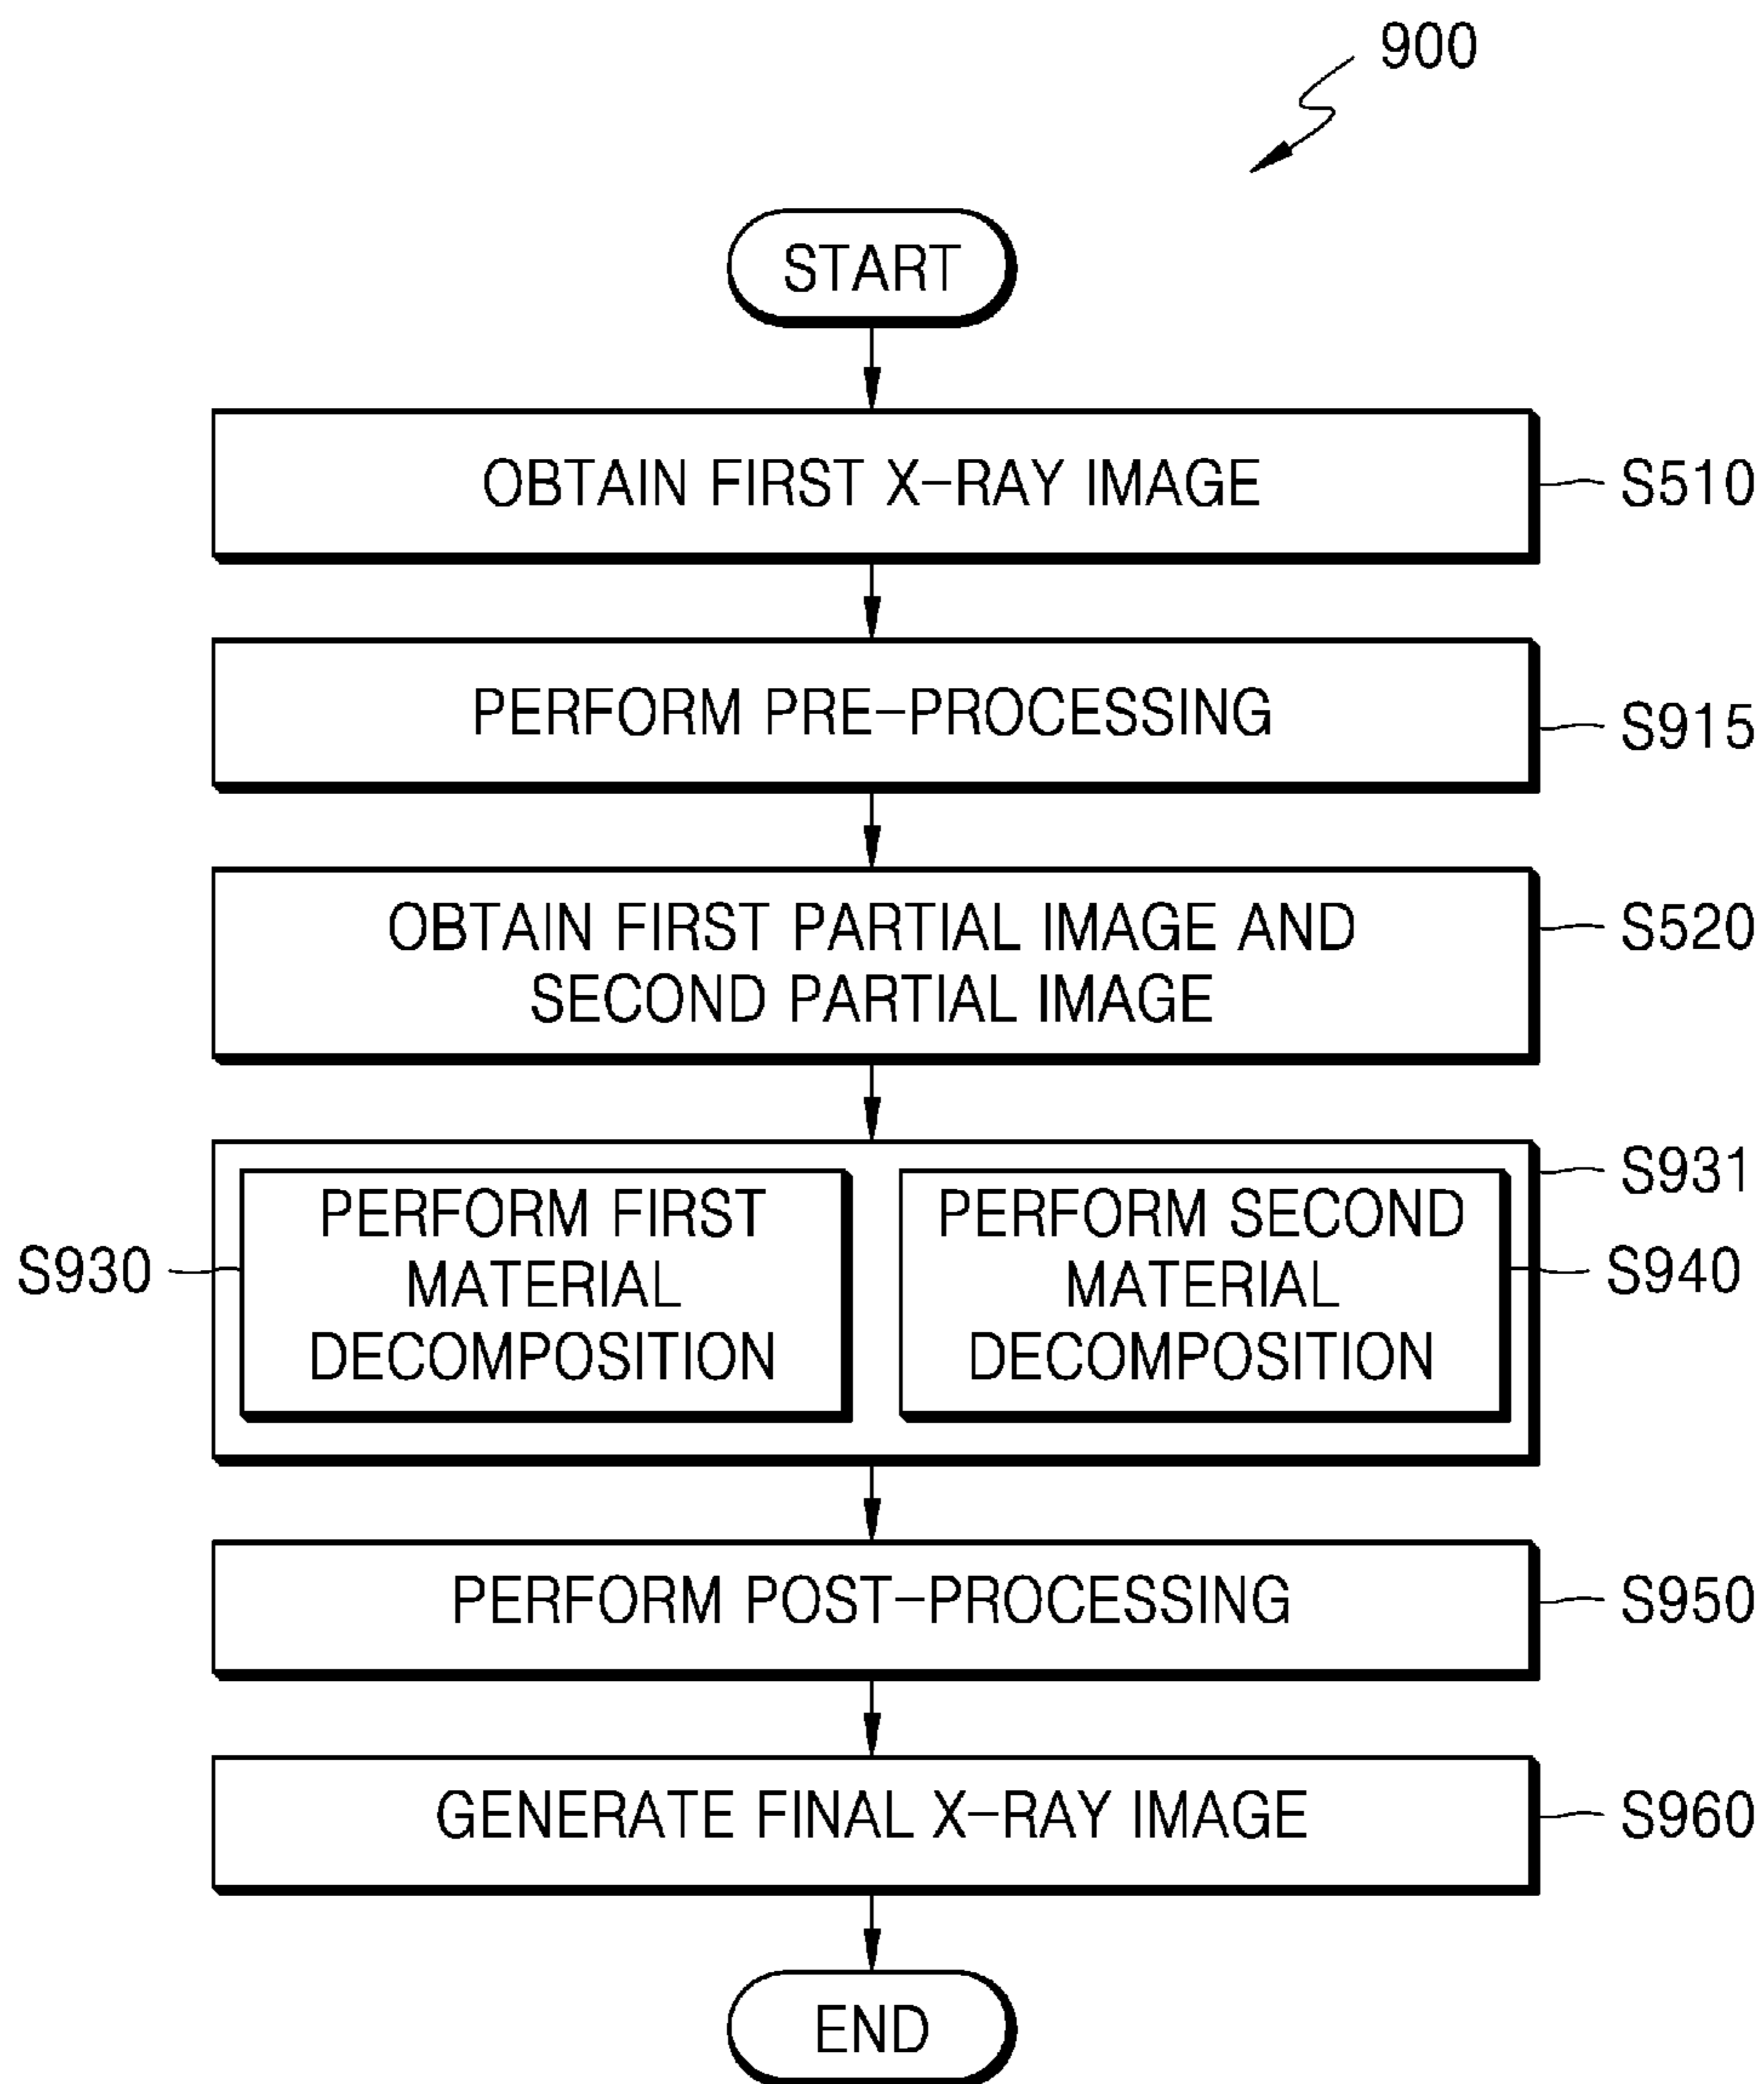 900
START
OBTAIN FIRST X-RAY IMAGE
S510
PERFORM PRE-PROCESSING
S915
OBTAIN FIRST PARTIAL IMAGE AND
SECOND PARTIAL IMAGE
S520
S931
S930
PERFORM FIRST
MATERIAL
DECOMPOSITION
PERFORM SECOND
MATERIAL
DECOMPOSITION
S940
PERFORM POST-PROCESSING
S950
GENERATE FINAL X-RAY IMAGE
S960
END